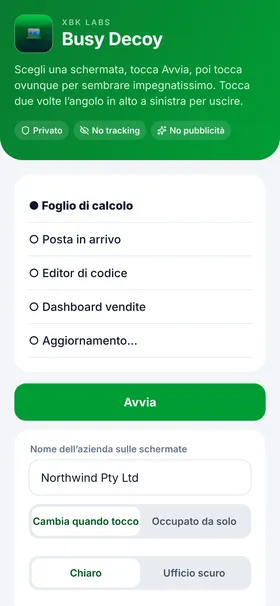 XBK LABS
Busy Decoy
Scegli una schermata, tocca Avvia, poi tocca
ovunque per sembrare impegnatissimo. Tocca
due volte l’angolo in alto a sinistra per uscire.
Privato No tracking No pubblicità
Foglio di calcolo
Posta in arrivo
Editor di codice
Dashboard vendite
Aggiornamento…
Avvia
Nome dell’azienda sulle schermate
Northwind Pty Ltd
Cambia quando tocco Occupato da solo
Chiaro Ufficio scuro